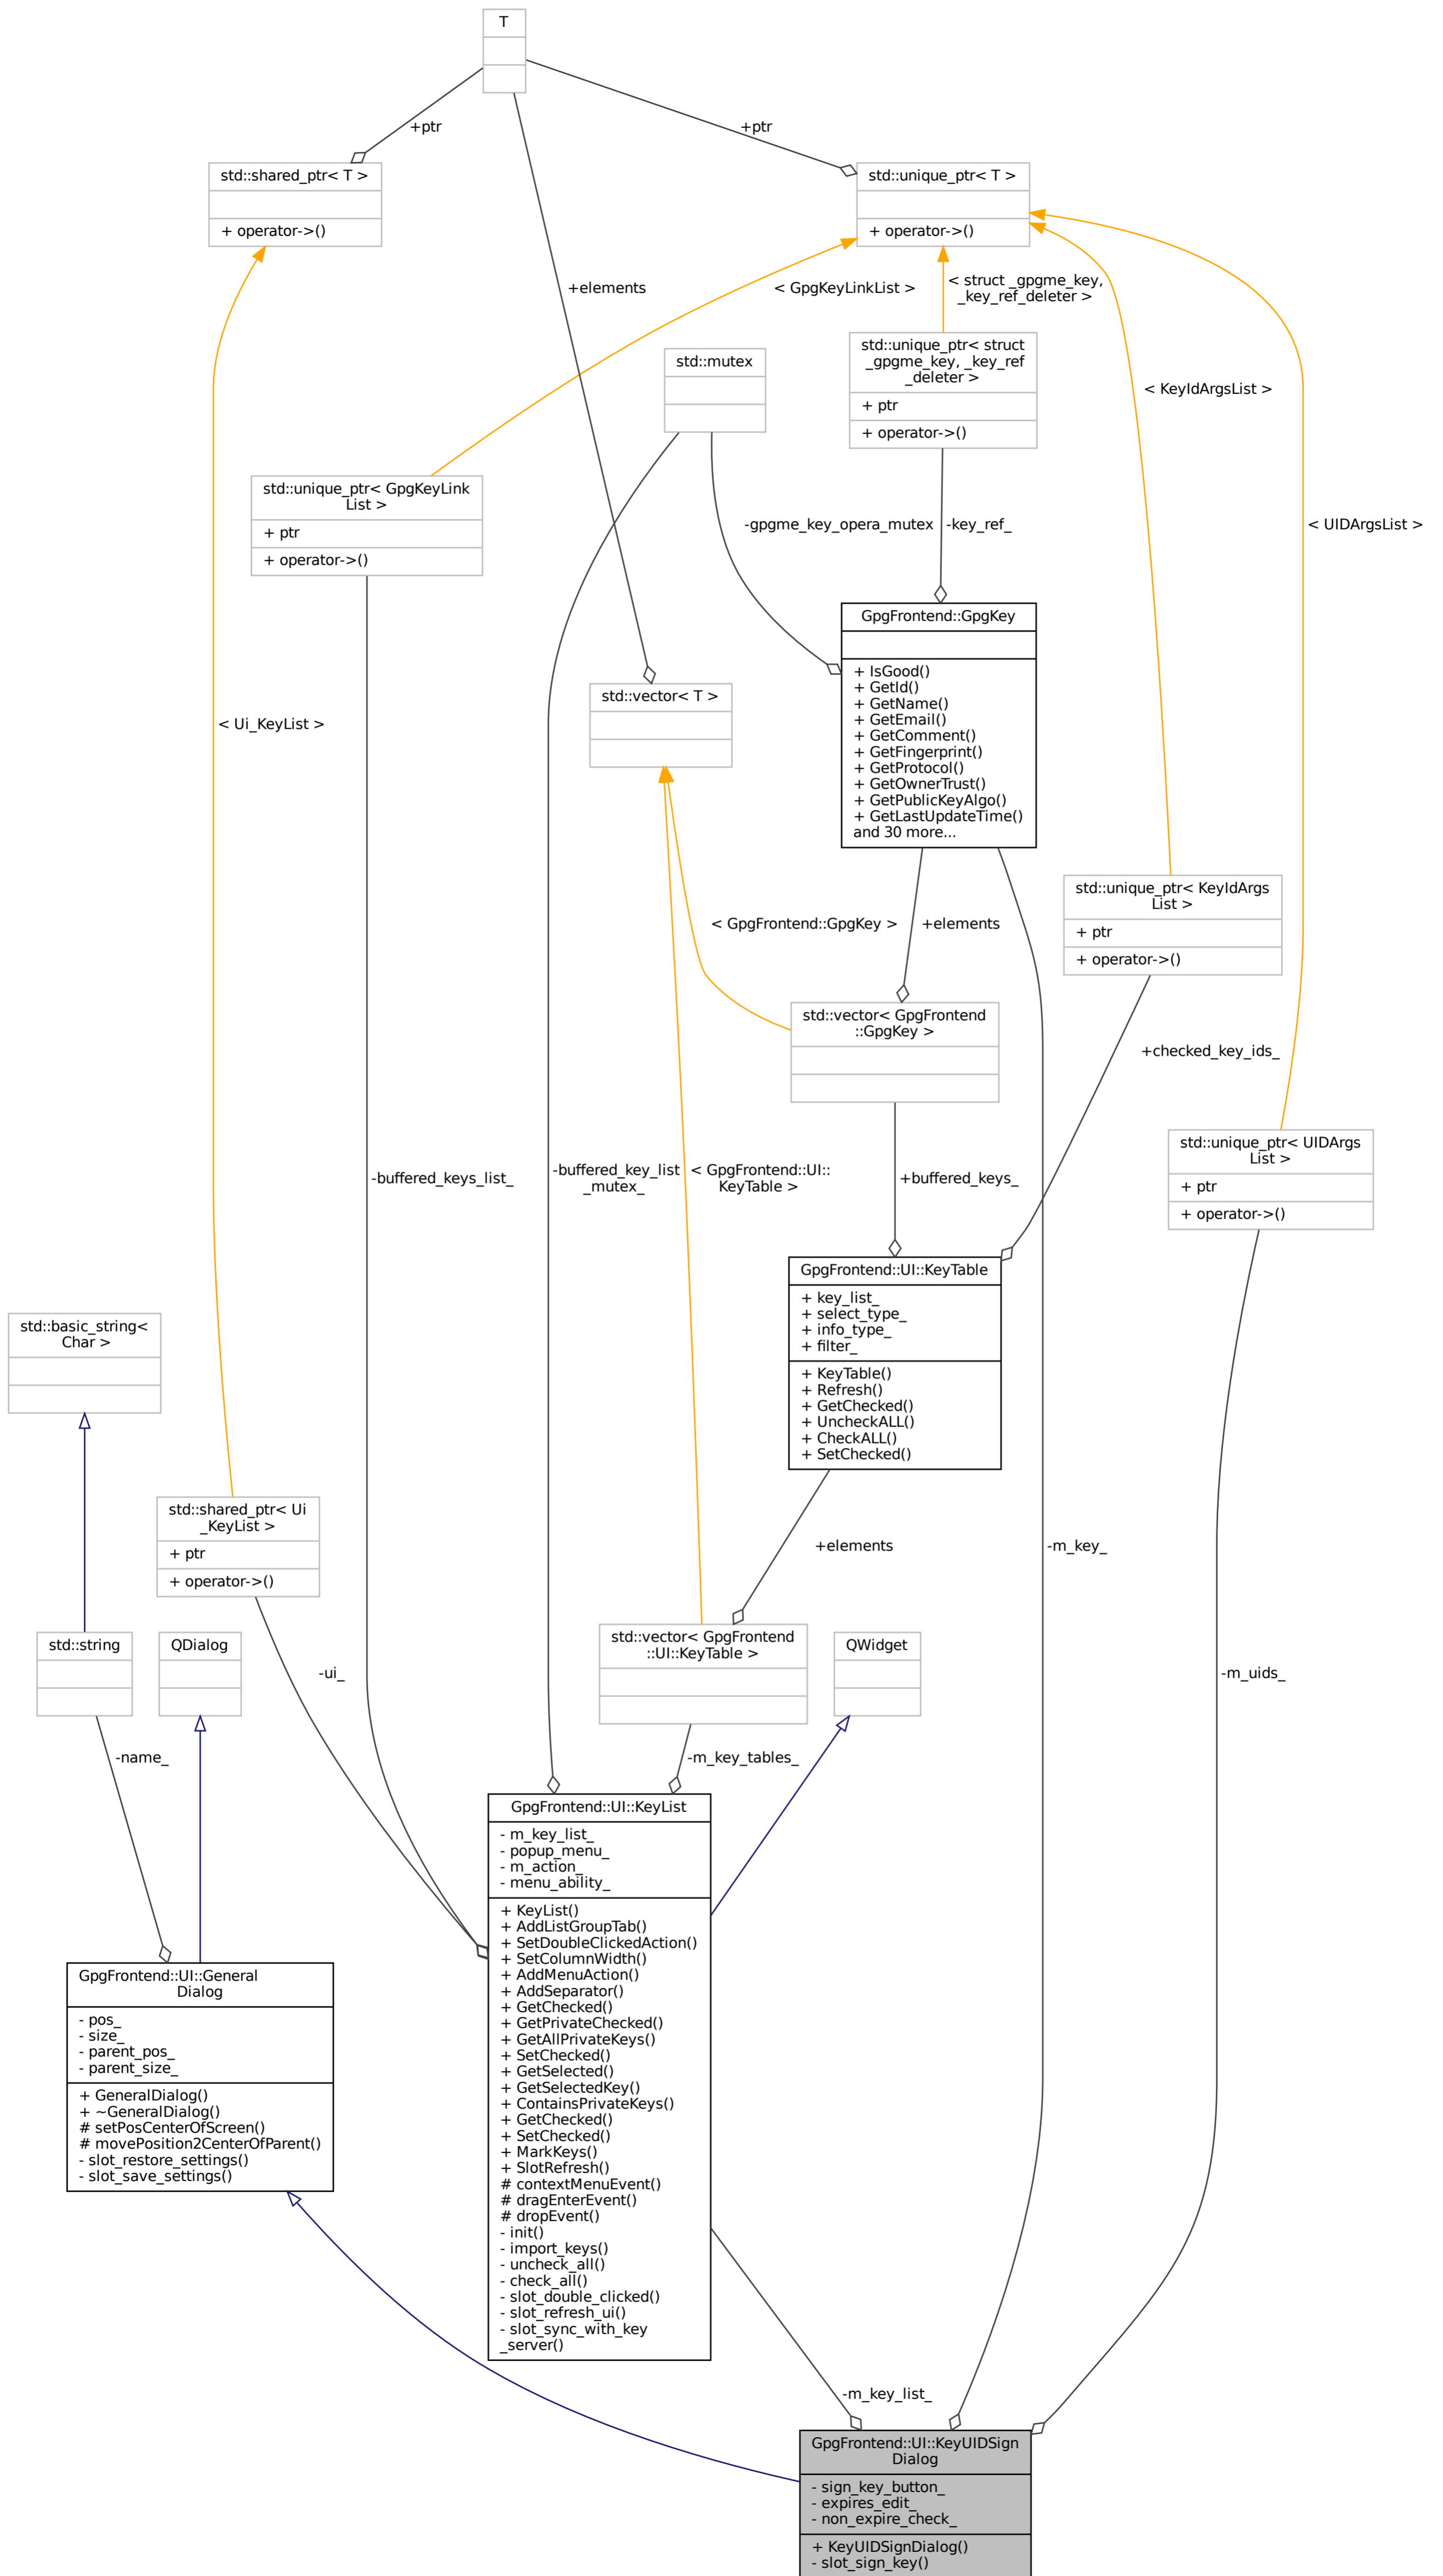 T
+ptr
+ptr
std::shared_ptr< T >
+ operator->()
std::unique_ptr< T >
+ operator->()
+elements
< GpgKeyLinkList >
< struct _gpgme_key,
_key_ref_deleter >
std::mutex
std::unique_ptr< struct
_gpgme_key, _key_ref
_deleter >
+ ptr
+ operator->()
< KeyIdArgsList >
std::unique_ptr< GpgKeyLink
List >
+ ptr
+ operator->()
-gpgme_key_opera_mutex
-key_ref_
< UIDArgsList >
GpgFrontend::GpgKey
+ IsGood()
+ GetId()
+ GetName()
+ GetEmail()
+ GetComment()
+ GetFingerprint()
+ GetProtocol()
+ GetOwnerTrust()
+ GetPublicKeyAlgo()
+ GetLastUpdateTime()
and 30 more...
std::vector< T >
< Ui_KeyList >
std::unique_ptr< KeyIdArgs
List >
+ ptr
+ operator->()
< GpgFrontend::GpgKey >
+elements
std::vector< GpgFrontend
::GpgKey >
+checked_key_ids_
std::unique_ptr< UIDArgs
List >
+ ptr
+ operator->()
-buffered_keys_list_
-buffered_key_list
_mutex_
< GpgFrontend::UI::
KeyTable >
+buffered_keys_
GpgFrontend::UI::KeyTable
+ key_list_
+ select_type_
+ info_type_
+ filter_
+ KeyTable()
+ Refresh()
+ GetChecked()
+ UncheckALL()
+ CheckALL()
+ SetChecked()
std::basic_string<
Char >
std::shared_ptr< Ui
_KeyList >
+ ptr
+ operator->()
+elements
-m_key_
std::string
QDialog
-ui_
std::vector< GpgFrontend
::UI::KeyTable >
QWidget
-m_uids_
-name_
-m_key_tables_
GpgFrontend::UI::KeyList
- m_key_list_
- popup_menu_
- m_action_
- menu_ability_
+ KeyList()
+ AddListGroupTab()
+ SetDoubleClickedAction()
+ SetColumnWidth()
+ AddMenuAction()
+ AddSeparator()
+ GetChecked()
+ GetPrivateChecked()
+ GetAllPrivateKeys()
+ SetChecked()
+ GetSelected()
+ GetSelectedKey()
+ ContainsPrivateKeys()
+ GetChecked()
+ SetChecked()
+ MarkKeys()
+ SlotRefresh()
# contextMenuEvent()
# dragEnterEvent()
# dropEvent()
- init()
- import_keys()
- uncheck_all()
- check_all()
- slot_double_clicked()
- slot_refresh_ui()
- slot_sync_with_key
_server()
GpgFrontend::UI::General
Dialog
- pos_
- size_
- parent_pos_
- parent_size_
+ GeneralDialog()
+ ~GeneralDialog()
# setPosCenterOfScreen()
# movePosition2CenterOfParent()
- slot_restore_settings()
- slot_save_settings()
-m_key_list_
GpgFrontend::UI::KeyUIDSign
Dialog
- sign_key_button_
- expires_edit_
- non_expire_check_
+ KeyUIDSignDialog()
- slot_sign_key()